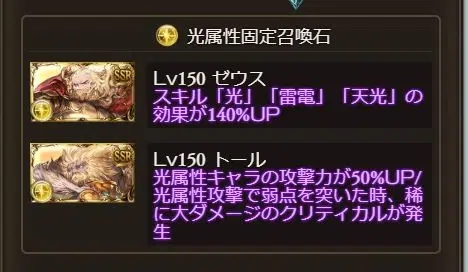 光属性固定召喚石
SSR
Lv150 ゼウス
スキル「光」「雷電」「天光」の
効果が140%UP
SSR
Lv150 トール
光属性キャラの攻撃力が50%UP/
光属性攻撃で弱点を突いた時、稀
に大ダメージのクリティカルが発
生